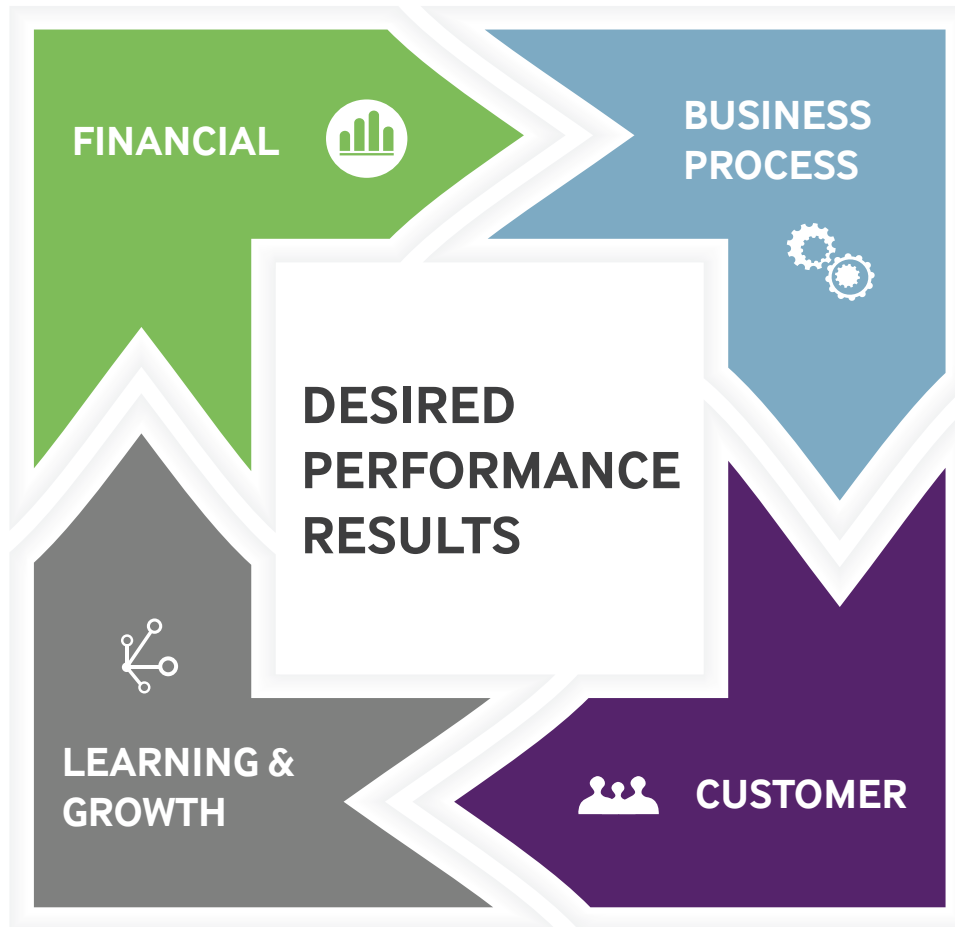 FINANCIAL
BUSINESS
PROCESS
DESIRED
PERFORMANCE
RESULTS
LEARNING &
GROWTH
CUSTOMER